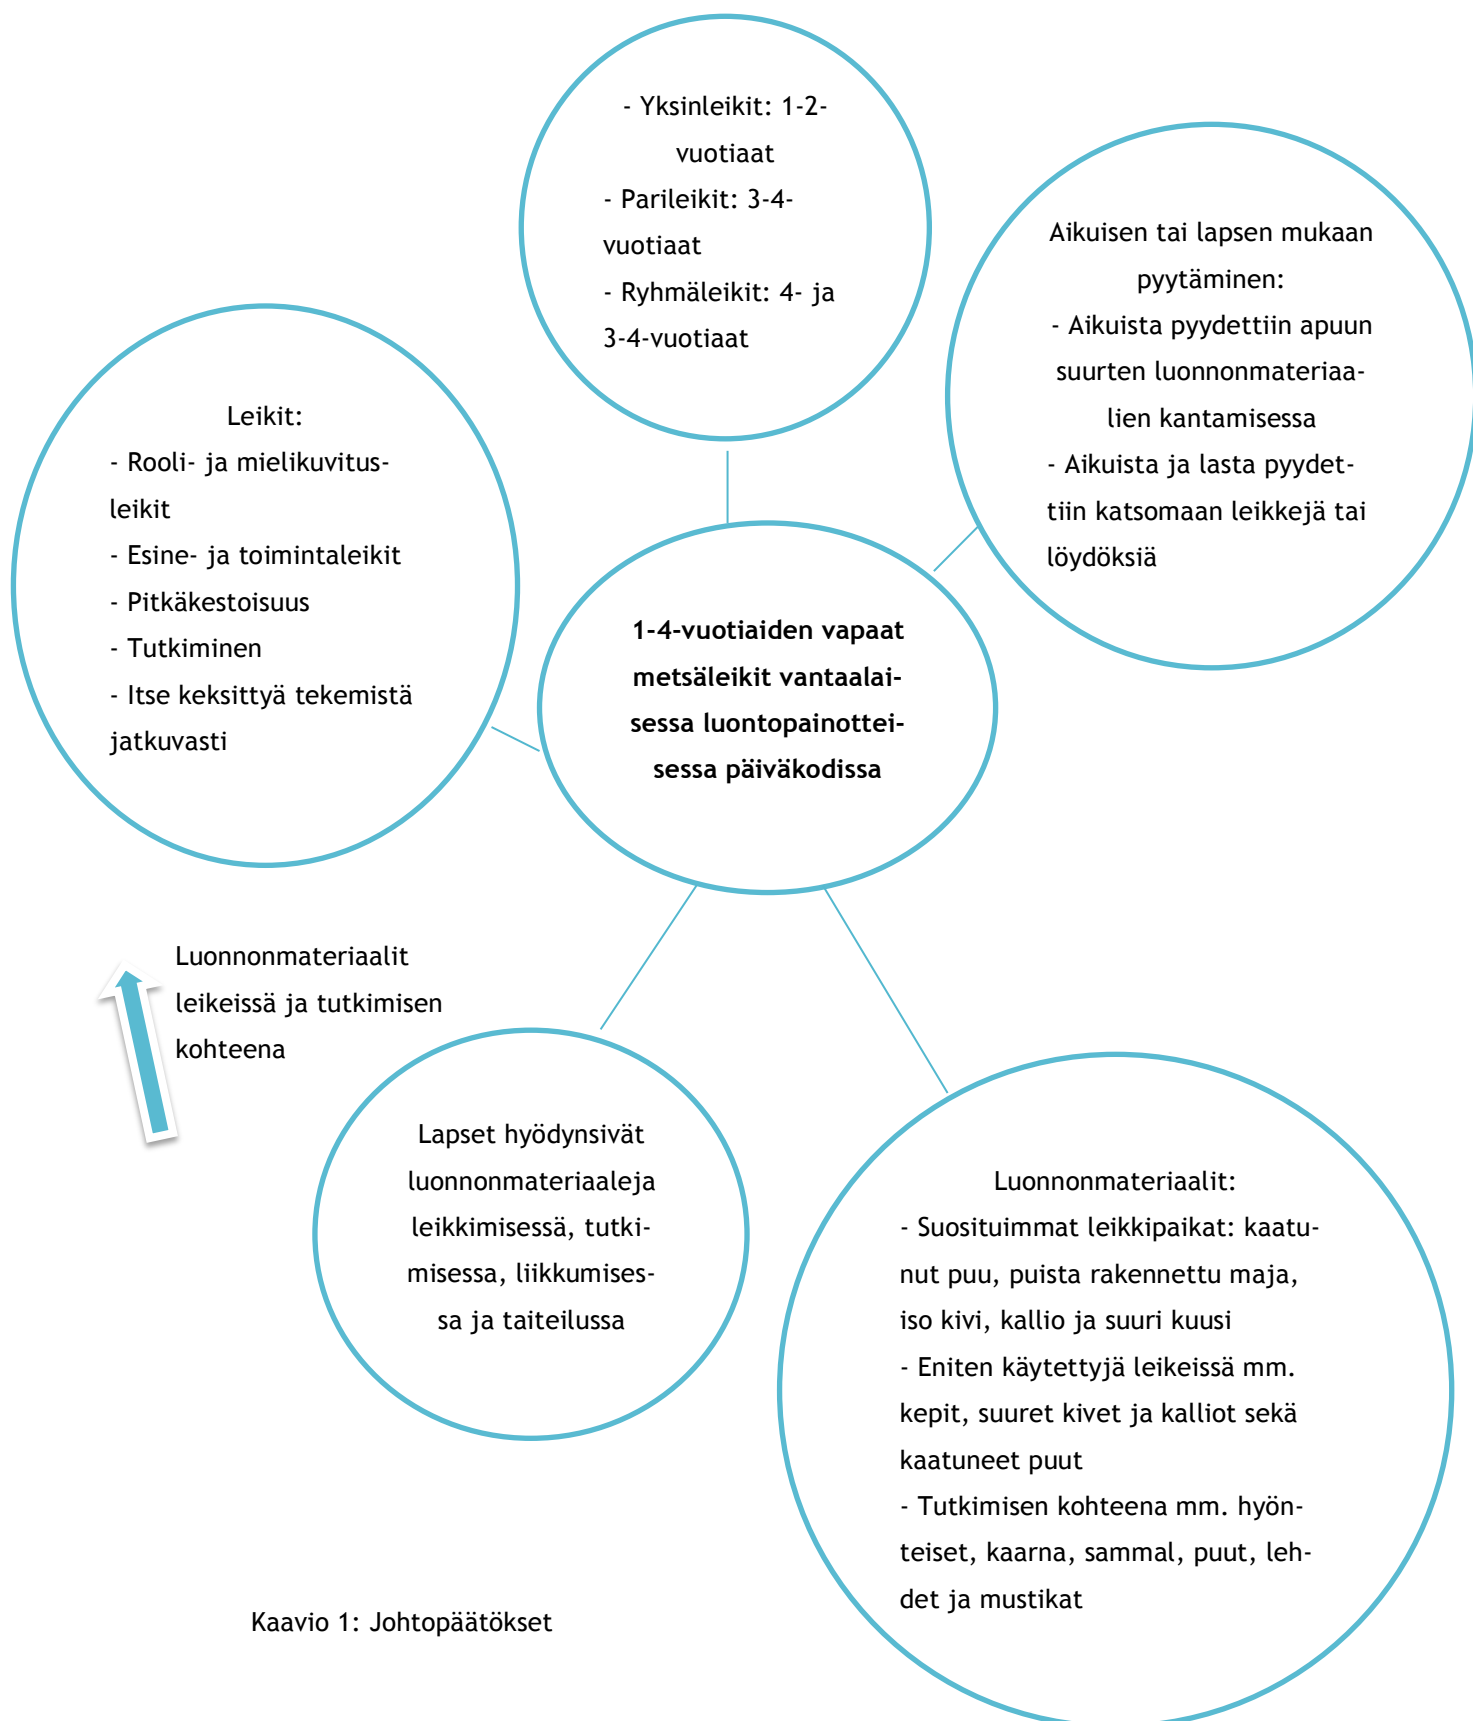 - Yksinleikit: 1-2-
vuotiaat
- Parileikit: 3-4-
vuotiaat
- Ryhmäleikit: 4- ja
3-4-vuotiaat
Aikuisen tai lapsen mukaan
pyytäminen:
- Aikuista pyydettiin apuun
suurten luonnonmateriaa-
lien kantamisessa
- Aikuista ja lasta pyydet-
tiin katsomaan leikkejä tai
löydöksiä
Leikit:
- Rooli- ja mielikuvitus-
leikit
- Esine- ja toimintaleikit
- Pitkäkestoisuus
- Tutkiminen
- Itse keksittyä tekemistä
jatkuvasti
1-4-vuotiaiden vapaat
metsäleikit vantaalai-
sessa luontopainottei-
sessa päiväkodissa
Luonnonmateriaalit
leikeissä ja tutkimisen
kohteena
Lapset hyödynsivät
luonnonmateriaaleja
leikkimisessä, tutki-
misessa, liikkumises-
sa ja taiteilussa
Luonnonmateriaalit:
- Suosituimmat leikkipaikat: kaatu-
nut puu, puista rakennettu maja,
iso kivi, kallio ja suuri kuusi
- Eniten käytettyjä leikeissä mm.
kepit, suuret kivet ja kalliot sekä
kaatuneet puut
- Tutkimisen kohteena mm. hyön-
teiset, kaarna, sammal, puut, leh-
det ja mustikat
Kaavio 1: Johtopäätökset